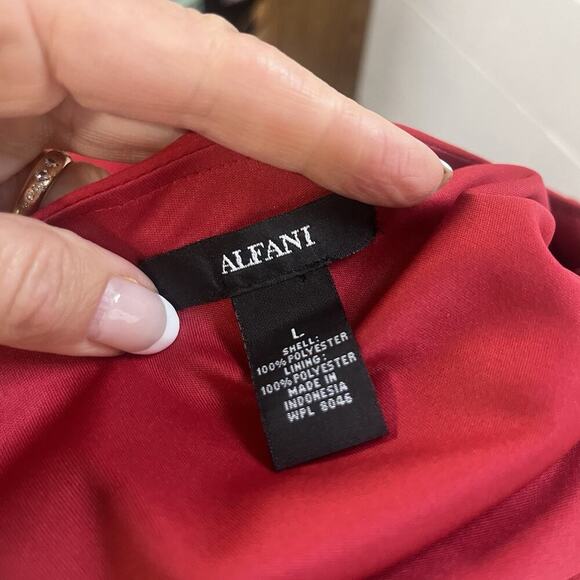 ALFANI
L
SHELL:
100% POLYESTER
LINING:
100% POLYESTER
MADE IN
INDONESIA
WPL 8046